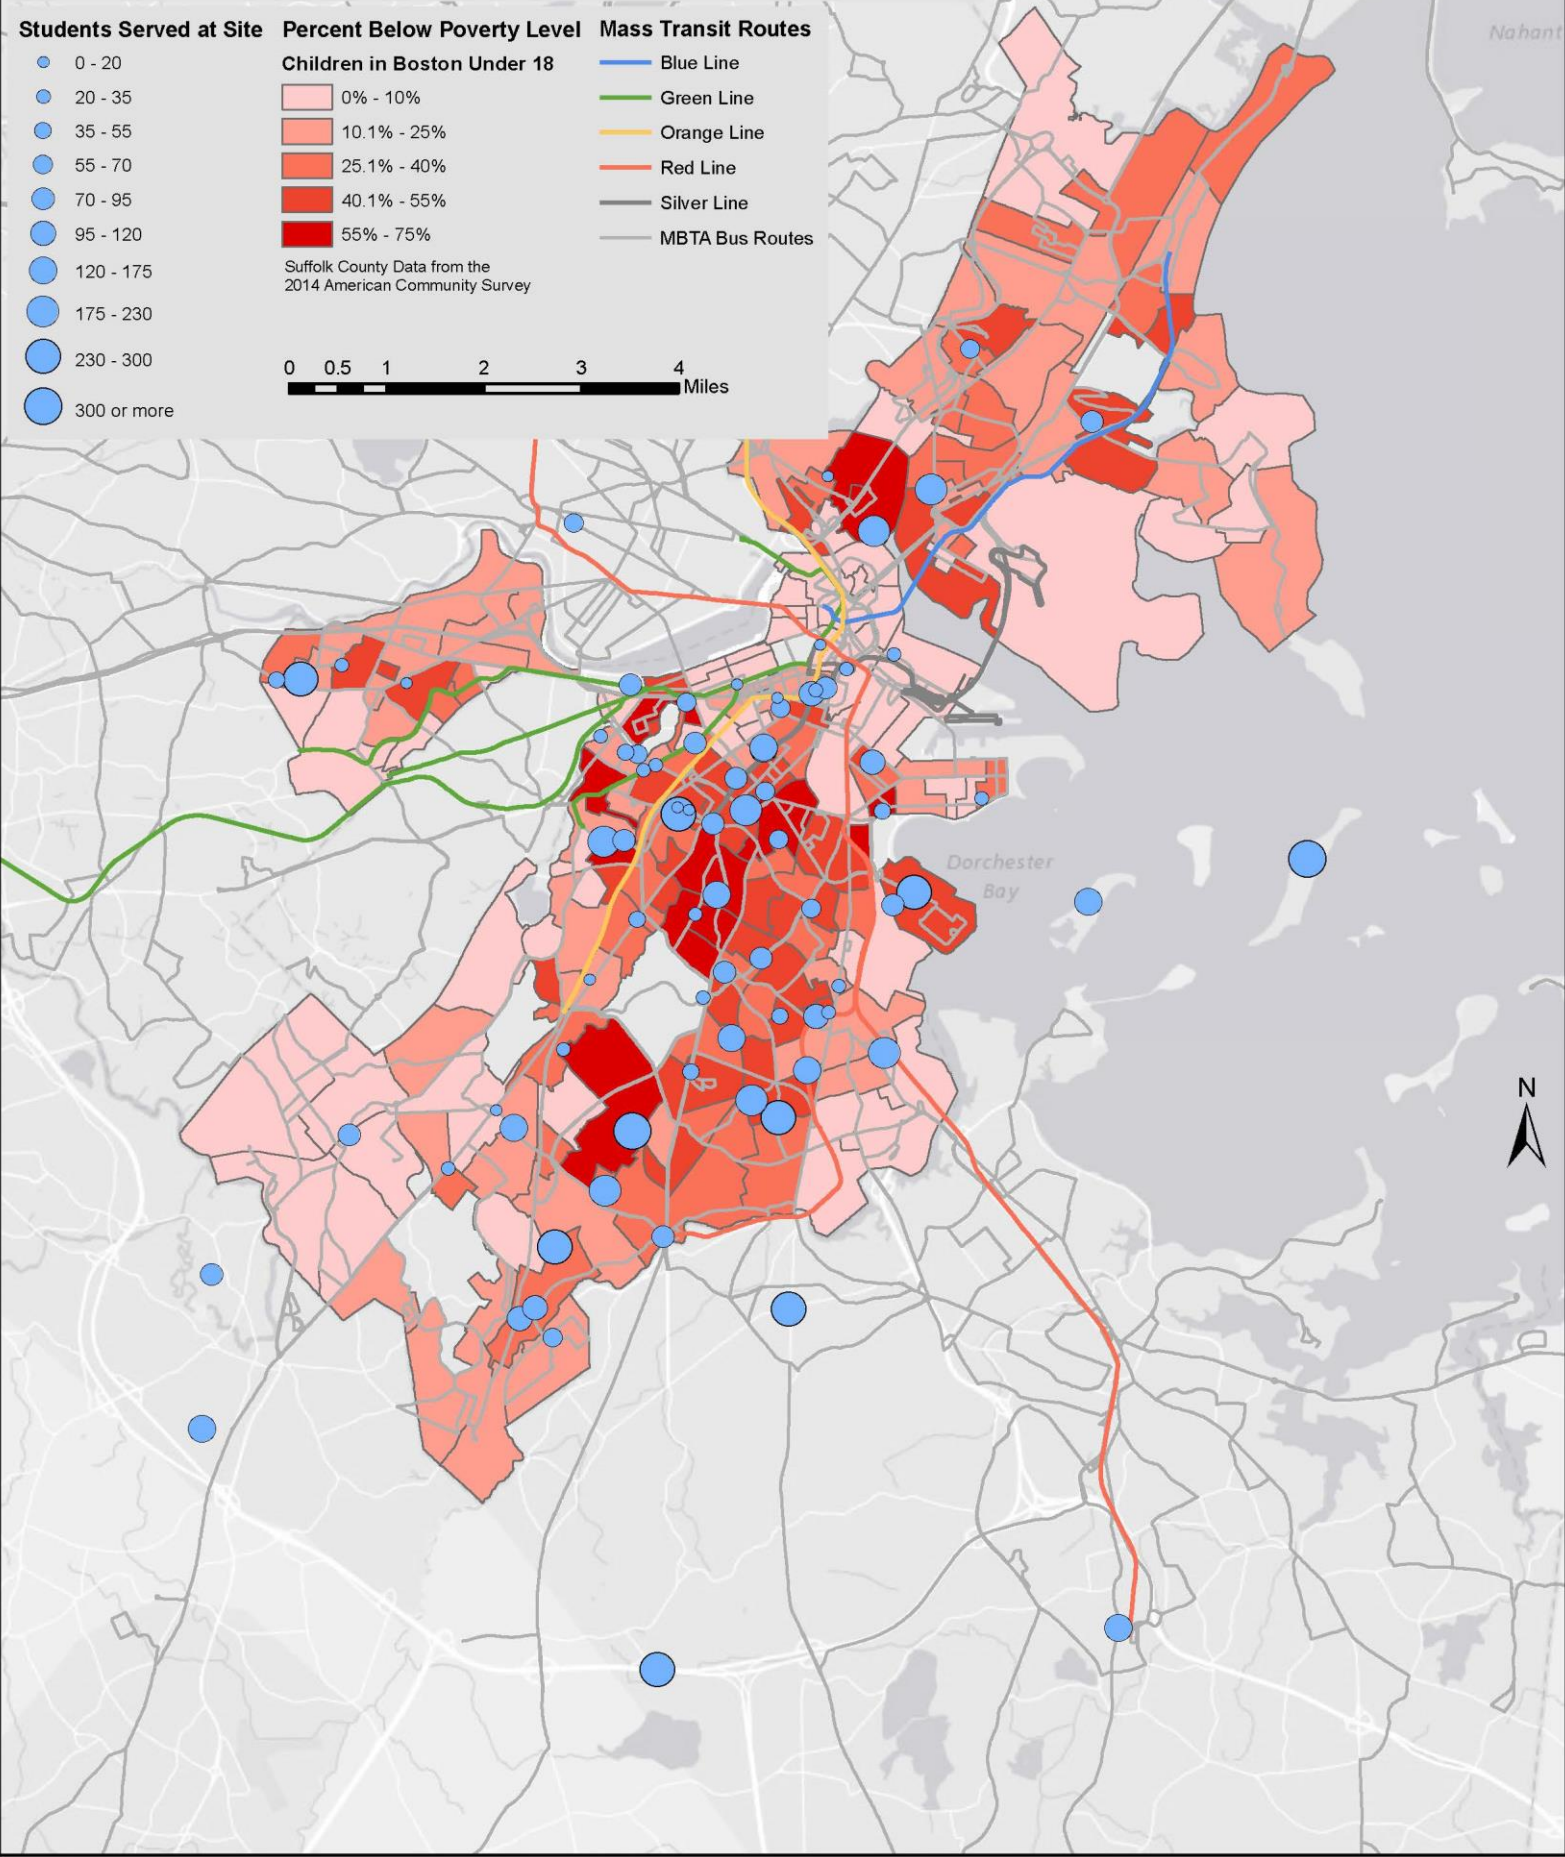 Students Served at Site
0 - 20
20 - 35
35 - 55
55 - 70
70 - 95
95 - 120
120 - 175
175 - 230
230 - 300
300 or more
Percent Below Poverty Level
Children in Boston Under 18
0% - 10%
10.1% - 25%
25.1% - 40%
40.1% - 55%
55% - 75%
Suffolk County Data from the
2014 American Community Survey
Mass Transit Routes
Blue Line
Green Line
Orange Line
Red Line
Silver Line
MBTA Bus Routes
0 0.5 1 2 3 4
Miles
Nahant
Dorchester
Bay
N